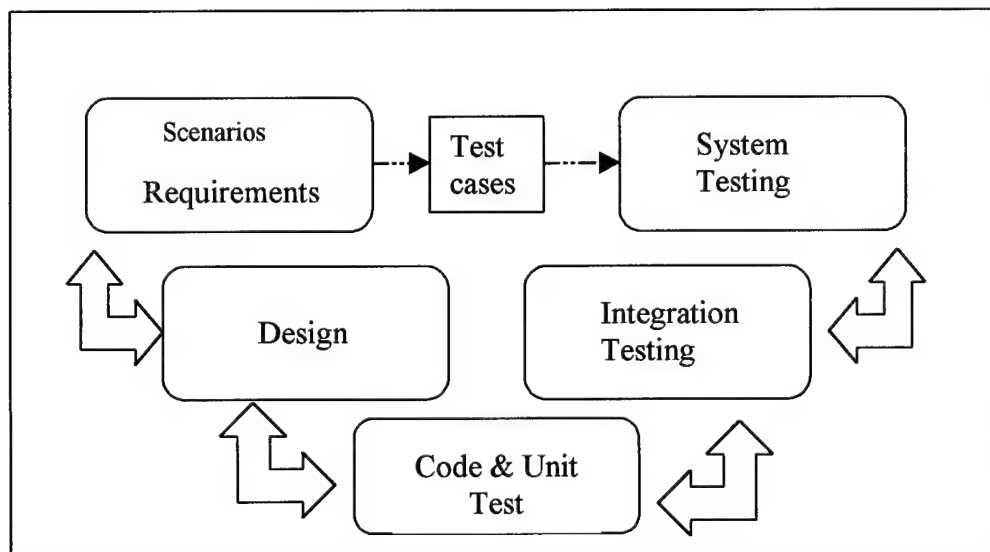 Scenarios
Requirements
Test
cases
System
Testing
Design
Integration
Testing
Code & Unit
Test